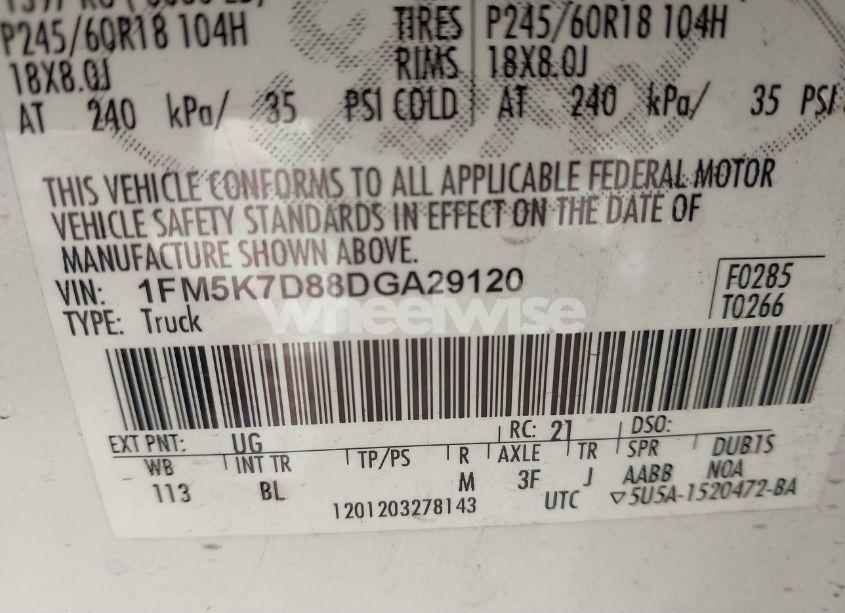 P245/60R18 104H TIRES P245/60R18 104H
18X8.0J RIMS 18X8.0J
AT 240 kPa/ 35 PSI COLD AT 240 kPa/ 35 PSI
THIS VEHICLE CONFORMS TO ALL APPLICABLE FEDERAL MOTOR
VEHICLE SAFETY STANDARDS IN EFFECT ON THE DATE OF
MANUFACTURE SHOWN ABOVE.
VIN: 1FM5K7D88DGA29120 F0285
TYPE: Truck T0266
wheelwise
EXT PNT: UG RC: 21 DSO:
WB INT TR TP/PS R AXLE TR SPR DUB1S
113 BL M 3F J AABB NOA
1201203278143 UTC ▽5U5A-1520472-BA